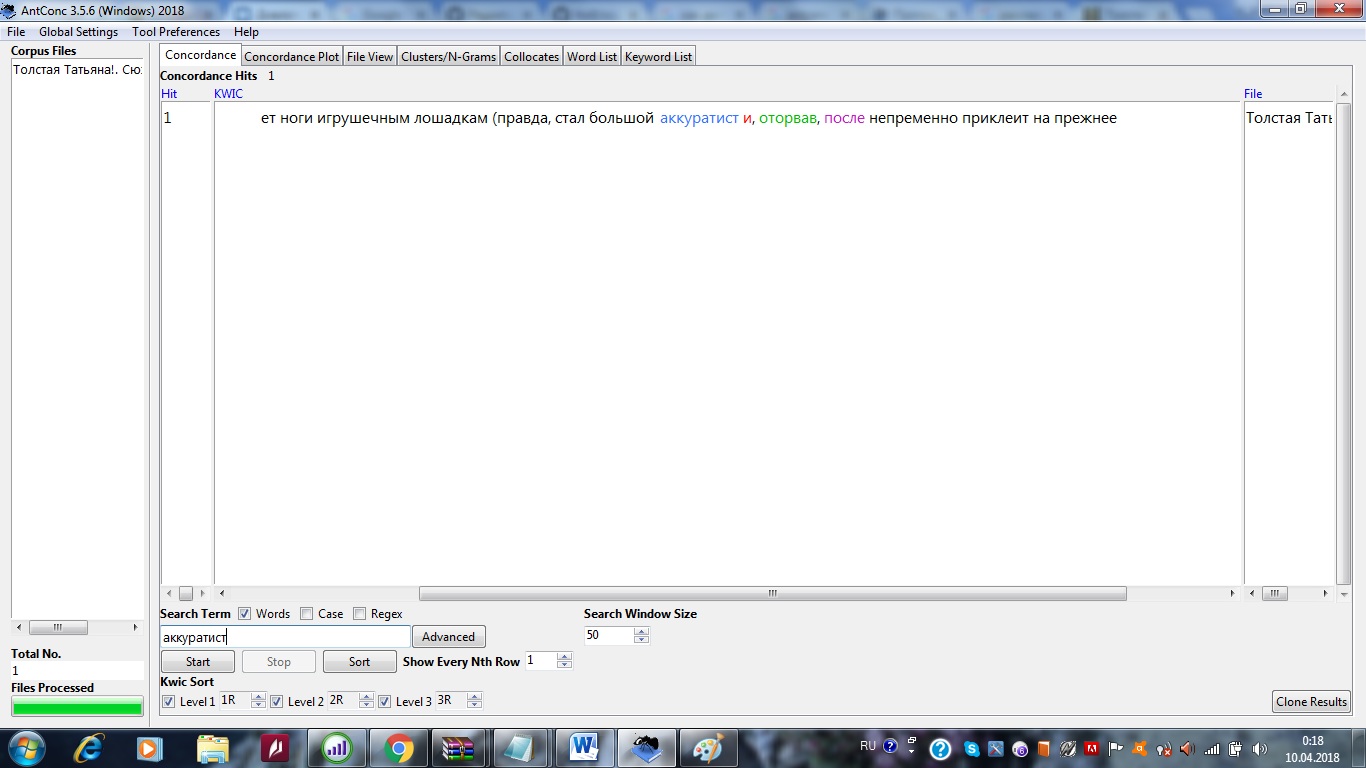 AntConc 3.5.6 (Windows) 2018
File Global Settings Tool Preferences Help
Corpus Files
Толстая Татьяна!. Сю
Total No.
1
Files Processed
Concordance Concordance Plot File View Clusters/N-Grams Collocates Word List Keyword List
Concordance Hits 1
Hit KWIC File
1 ет ноги игрушечным лошадкам (правда, стал большой аккуратист и, оторвав, после непременно приклеит на прежнее Толстая Тать
Search Term Words Case Regex Search Window Size
аккуратист Advanced 50
Start Stop Sort Show Every Nth Row 1
Kwic Sort
Level 1 1R Level 2 2R Level 3 3R Clone Results
RU 0:18
10.04.2018